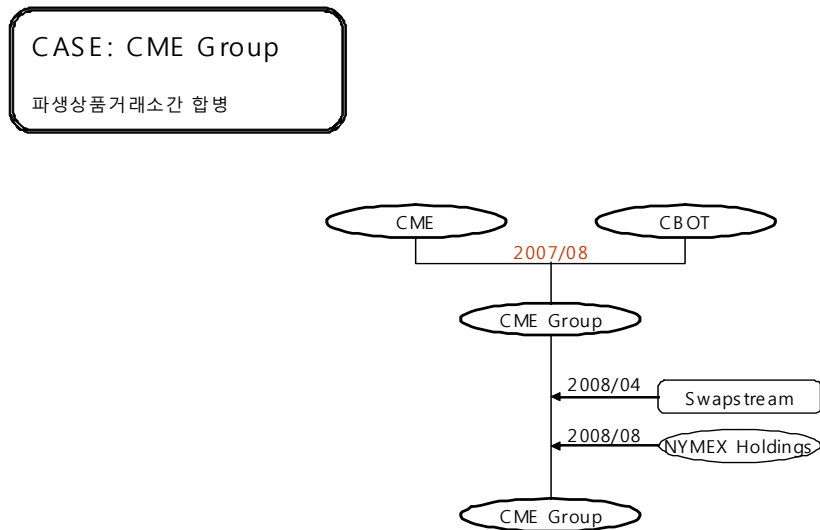 CASE: CME Group
파생상품거래소간 합병
CME
CBOT
2007/08
CME Group
2008/04
Swapstream
2008/08
NYMEX Holdings
CME Group